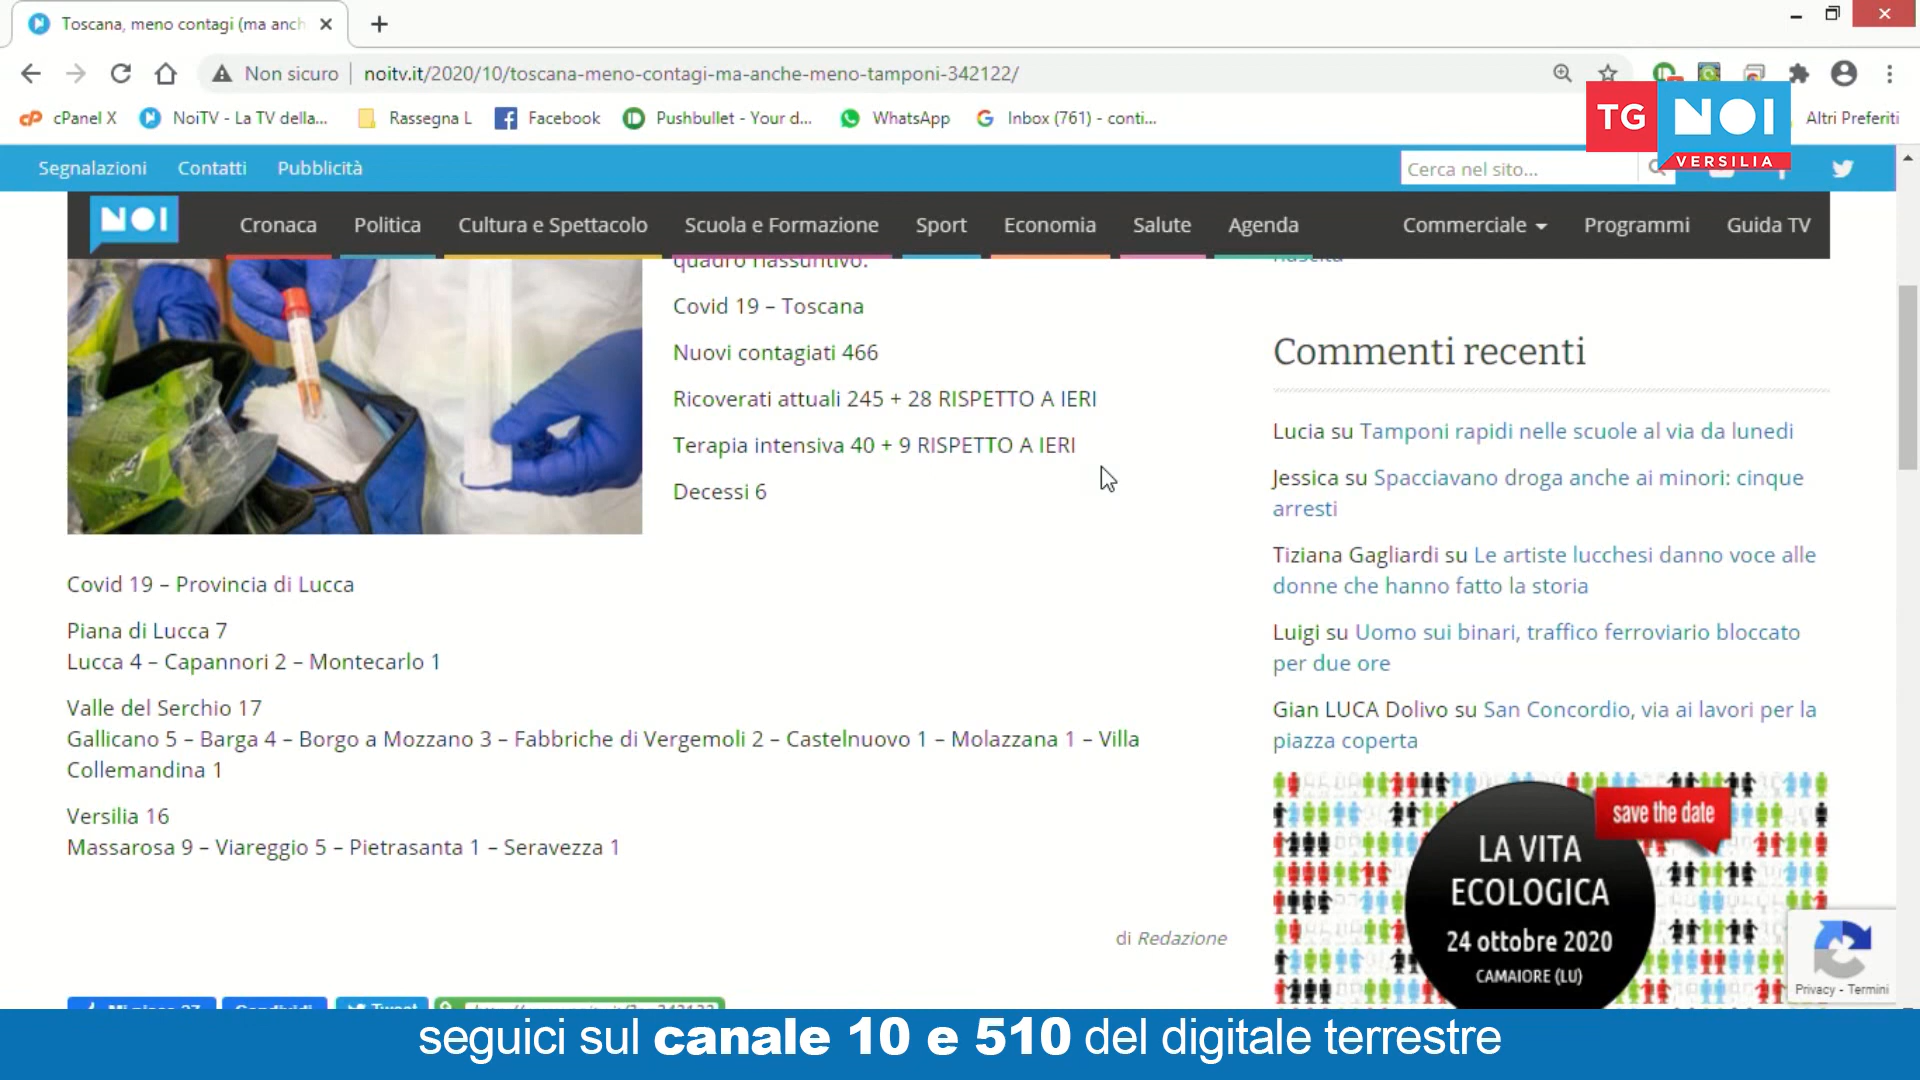 Toscana, meno contagi (ma anch
Non sicuro
noitv.it/2020/10/toscana-meno-contagi-ma-anche-meno-tamponi-342122/
cPanel X NoiTV - La TV della... Rassegna L Facebook Pushbullet - Your d... WhatsApp Inbox (761) - conti... Altri Preferiti
TG NOI
VERSILIA
Segnalazioni Contatti Pubblicità Cerca nel sito...
NOI Cronaca Politica Cultura e Spettacolo Scuola e Formazione Sport Economia Salute Agenda Commerciale Programmi Guida TV
quadro riassuntivo.
Covid 19 – Toscana
Nuovi contagiati 466
Ricoverati attuali 245 + 28 RISPETTO A IERI
Terapia intensiva 40 + 9 RISPETTO A IERI
Decessi 6
Covid 19 – Provincia di Lucca
Piana di Lucca 7
Lucca 4 – Capannori 2 – Montecarlo 1
Valle del Serchio 17
Gallicano 5 – Barga 4 – Borgo a Mozzano 3 – Fabbriche di Vergemoli 2 – Castelnuovo 1 – Molazzana 1 – Villa
Collemandina 1
Versilia 16
Massarosa 9 – Viareggio 5 – Pietrasanta 1 – Seravezza 1
di Redazione
Commenti recenti
Lucia su Tamponi rapidi nelle scuole al via da lunedi
Jessica su Spacciavano droga anche ai minori: cinque
arresti
Tiziana Gagliardi su Le artiste lucchesi danno voce alle
donne che hanno fatto la storia
Luigi su Uomo sui binari, traffico ferroviario bloccato
per due ore
Gian LUCA Dolivo su San Concordio, via ai lavori per la
piazza coperta
save the date
LA VITA
ECOLOGICA
24 ottobre 2020
CAMAIORE (LU)
Privacy - Termini
Tweet
seguici sul canale 10 e 510 del digitale terrestre